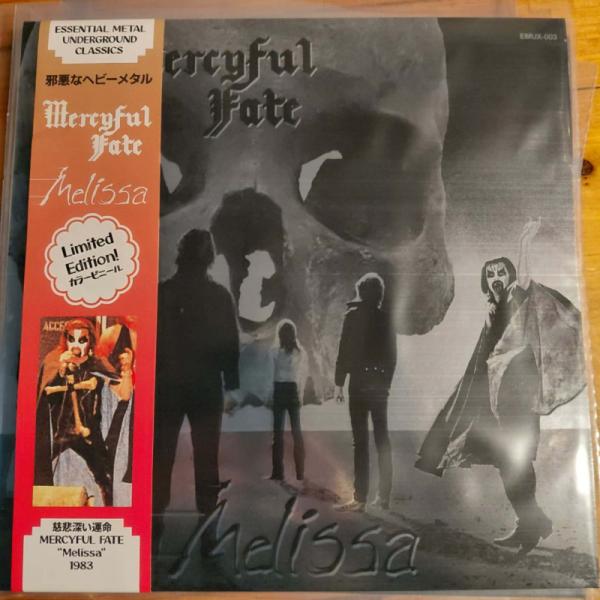 ESSENTIAL METAL
UNDERGROUND
CLASSICS
邪悪なヘビーメタル
Mercyful
Fate
Melissa
Limited
Edition!
カラービニール
ACCE
慈悲深い運命
MERCYFUL FATE
"Melissa"
1983
EMUX-003
ercyful
Fate
Melissa